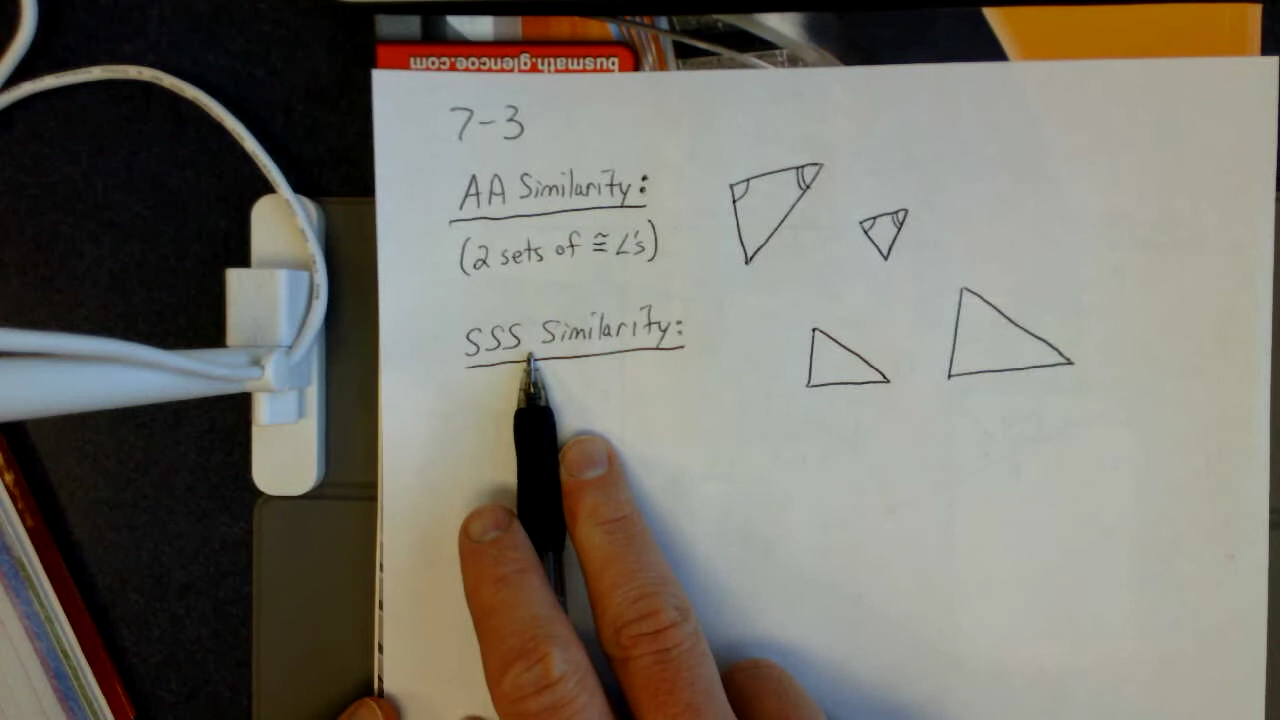 busmath.glencoe.com
7-3
AA Similarity:
(2 sets of ≅ ∠'s)
SSS Similarity: